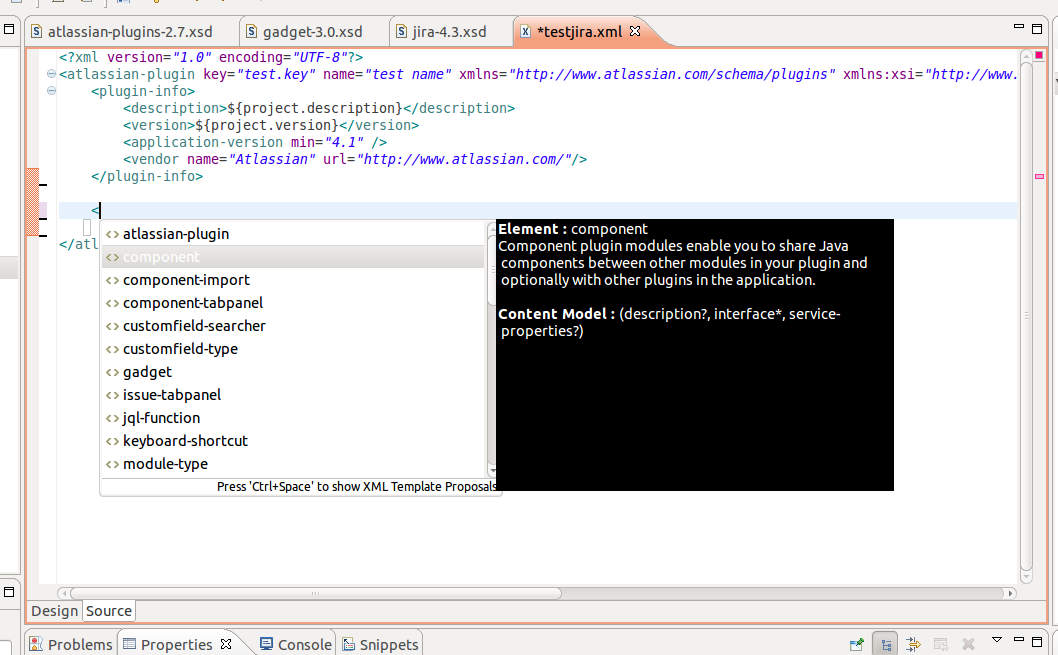 atlassian-plugins-2.7.xsd gadget-3.0.xsd jira-4.3.xsd *testjira.xml
<?xml version="1.0" encoding="UTF-8"?>
<atlassian-plugin key="test.key" name="test name" xmlns="http://www.atlassian.com/schema/plugins" xmlns:xsi="http://www.
<plugin-info>
<description>${project.description}</description>
<version>${project.version}</version>
<application-version min="4.1" />
<vendor name="Atlassian" url="http://www.atlassian.com/"/>
</plugin-info>
<
</atl
<> atlassian-plugin
<> component
<> component-import
<> component-tabpanel
<> customfield-searcher
<> customfield-type
<> gadget
<> issue-tabpanel
<> jql-function
<> keyboard-shortcut
<> module-type
Press 'Ctrl+Space' to show XML Template Proposals
Element : component
Component plugin modules enable you to share Java
components between other modules in your plugin and
optionally with other plugins in the application.
Content Model : (description?, interface*, service-
properties?)
Design Source
Problems Properties Console Snippets